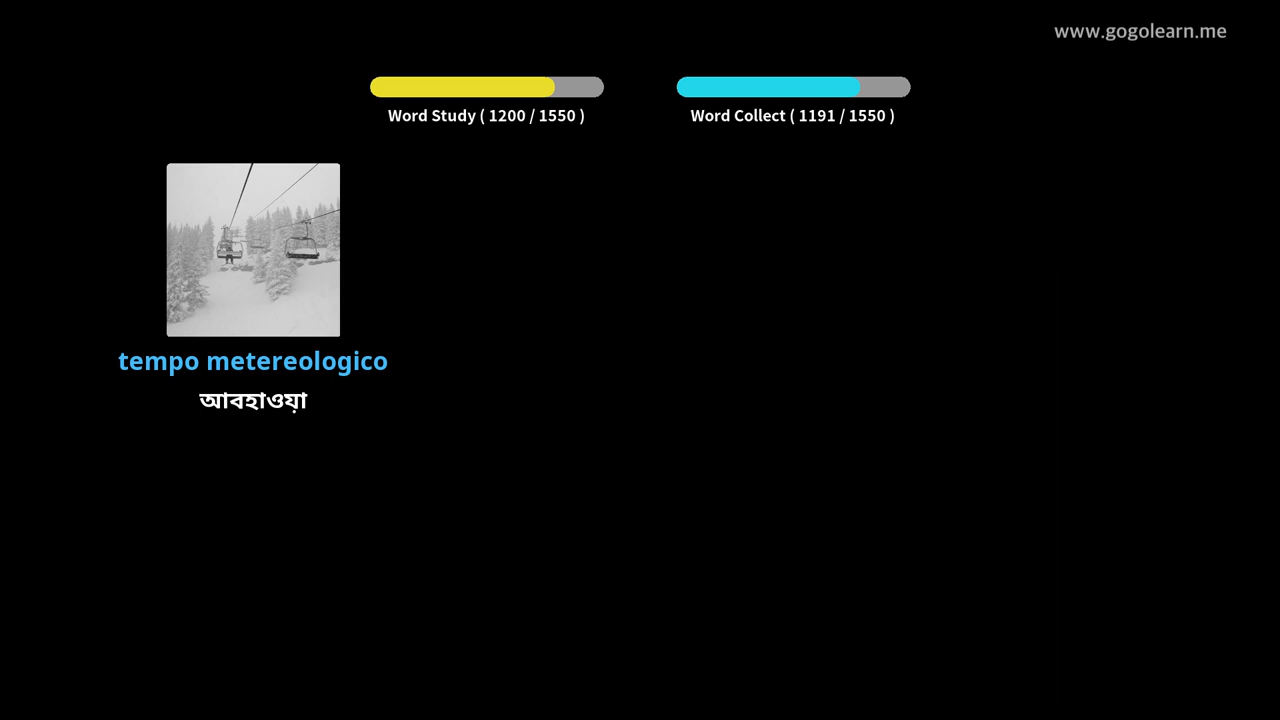 www.gogolearn.me
Word Study ( 1200 / 1550 )
Word Collect ( 1191 / 1550 )
tempo metereologico
আবহাওয়া